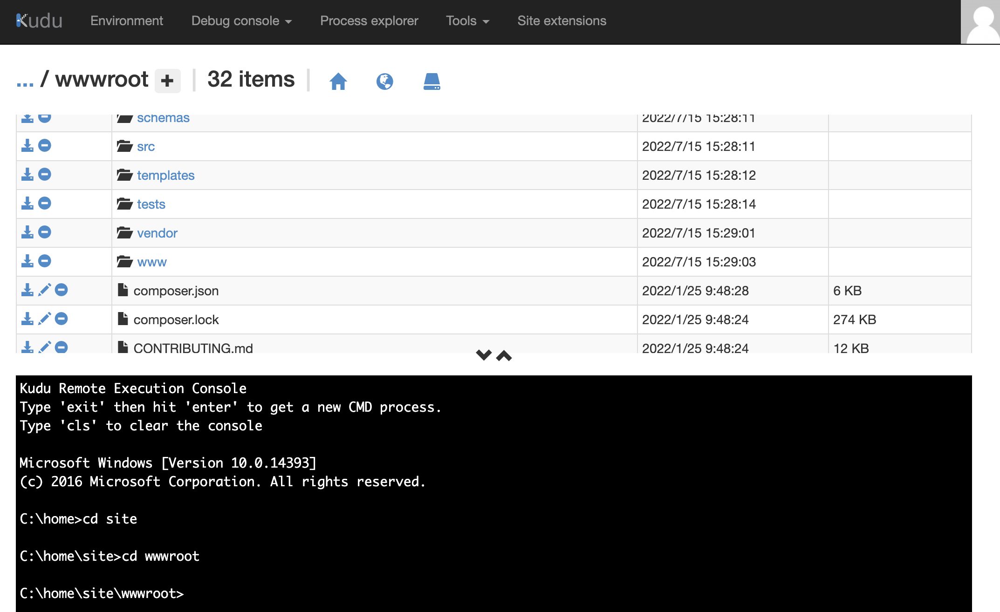 Kudu Environment Debug console Process explorer Tools Site extensions
... / wwwroot + | 32 items |
schemas 2022/7/15 15:28:11
src 2022/7/15 15:28:11
templates 2022/7/15 15:28:12
tests 2022/7/15 15:28:14
vendor 2022/7/15 15:29:01
www 2022/7/15 15:29:03
composer.json 2022/1/25 9:48:28 6 KB
composer.lock 2022/1/25 9:48:24 274 KB
CONTRIBUTING.md 2022/1/25 9:48:24 12 KB
Kudu Remote Execution Console
Type 'exit' then hit 'enter' to get a new CMD process.
Type 'cls' to clear the console
Microsoft Windows [Version 10.0.14393]
(c) 2016 Microsoft Corporation. All rights reserved.
C:\home>cd site
C:\home\site>cd wwwroot
C:\home\site\wwwroot>